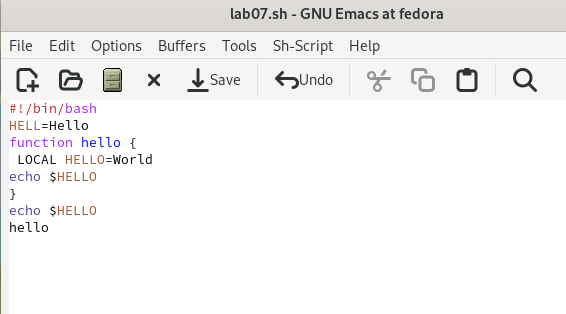 lab07.sh - GNU Emacs at fedora
File Edit Options Buffers Tools Sh-Script Help
Save Undo
#!/bin/bash
HELL=Hello
function hello {
 LOCAL HELLO=World
echo $HELLO
}
echo $HELLO
hello